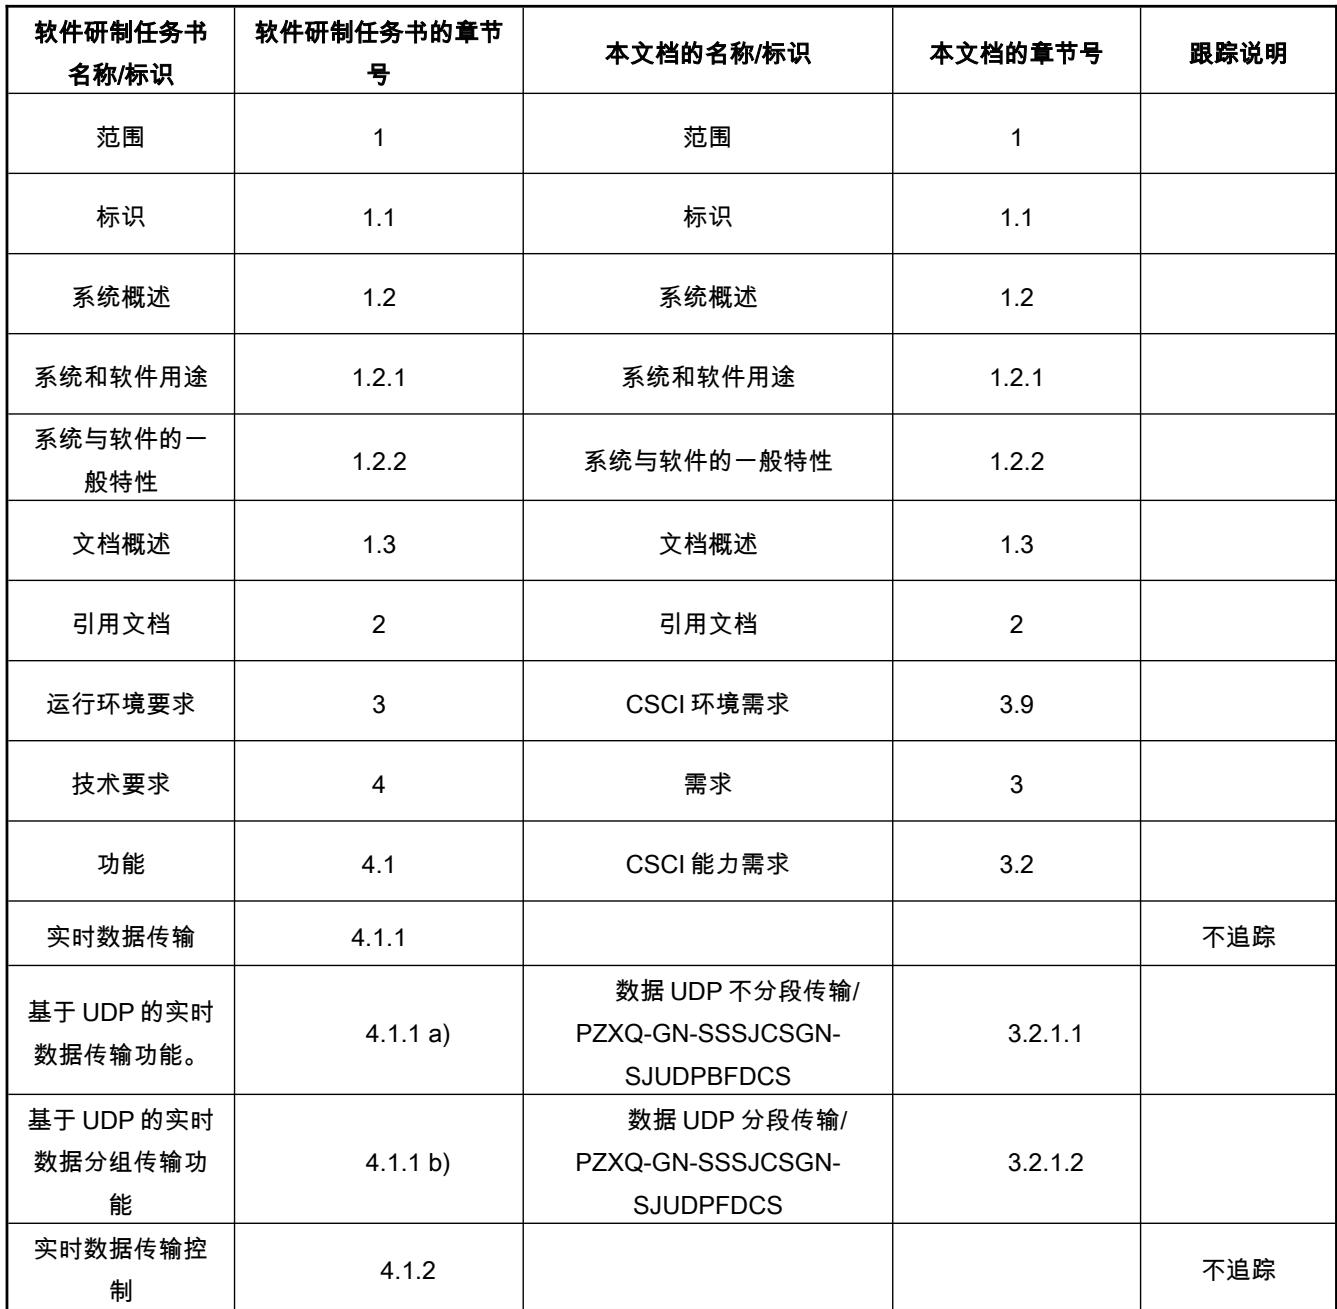 软件研制任务书
名称/标识
软件研制任务书的章节
号
本文档的名称/标识
本文档的章节号
跟踪说明
范围
1
范围
1
标识
1.1
标识
1.1
系统概述
1.2
系统概述
1.2
系统和软件用途
1.2.1
系统和软件用途
1.2.1
系统与软件的一
般特性
1.2.2
系统与软件的一般特性
1.2.2
文档概述
1.3
文档概述
1.3
引用文档
2
引用文档
2
运行环境要求
3
CSCI 环境需求
3.9
技术要求
4
需求
3
功能
4.1
CSCI 能力需求
3.2
实时数据传输
4.1.1
不追踪
基于 UDP 的实时
数据传输功能。
4.1.1 a)
数据 UDP 不分段传输/
PZXQ-GN-SSSJCSGN-
SJUDPBFDCS
3.2.1.1
基于 UDP 的实时
数据分组传输功
能
4.1.1 b)
数据 UDP 分段传输/
PZXQ-GN-SSSJCSGN-
SJUDPFDCS
3.2.1.2
实时数据传输控
制
4.1.2
不追踪